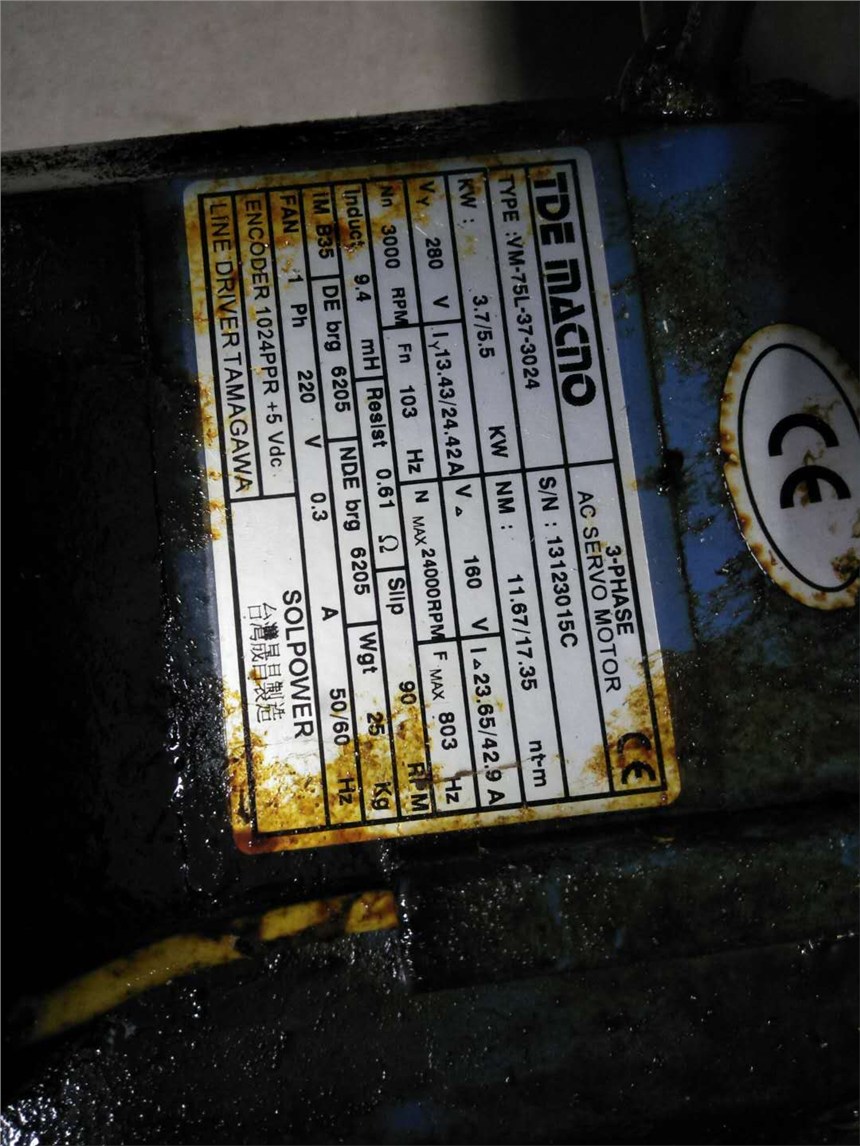 TDE MACNO
3-PHASE
AC SERVO MOTOR
CE
TYPE :VM-75L-37-3024
S/N : 13123015C
KW : 3.7/5.5 KW
NM : 11.67/17.35 nt-m
VY 280 V
IY13.43/24.42A
V△ 160 V
I△23.65/42.9 A
Nn 3000 RPM
Fn 103 Hz
N MAX 24000RPM
F MAX 803 Hz
Induct 9.4 mH
Resist 0.61 Ω
Slip 90 RPM
IM B35
DE brg 6205
NDE brg 6205
Wgt 25 Kg
FAN 1 Ph 220 V 0.3 A 50/60 Hz
ENCODER 1024PPR +5 Vdc
LINE DRIVER TAMAGAWA
SOLPOWER
台灣晟昌製造
CE